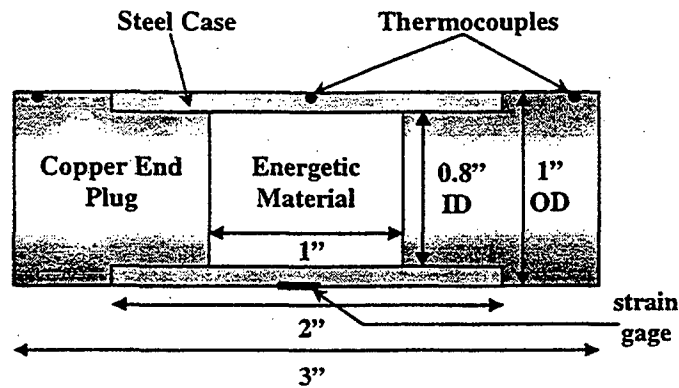 Steel Case
Thermocouples
Copper End
Plug
Energetic
Material
0.8”
ID
1”
OD
1”
2”
3”
strain
gage